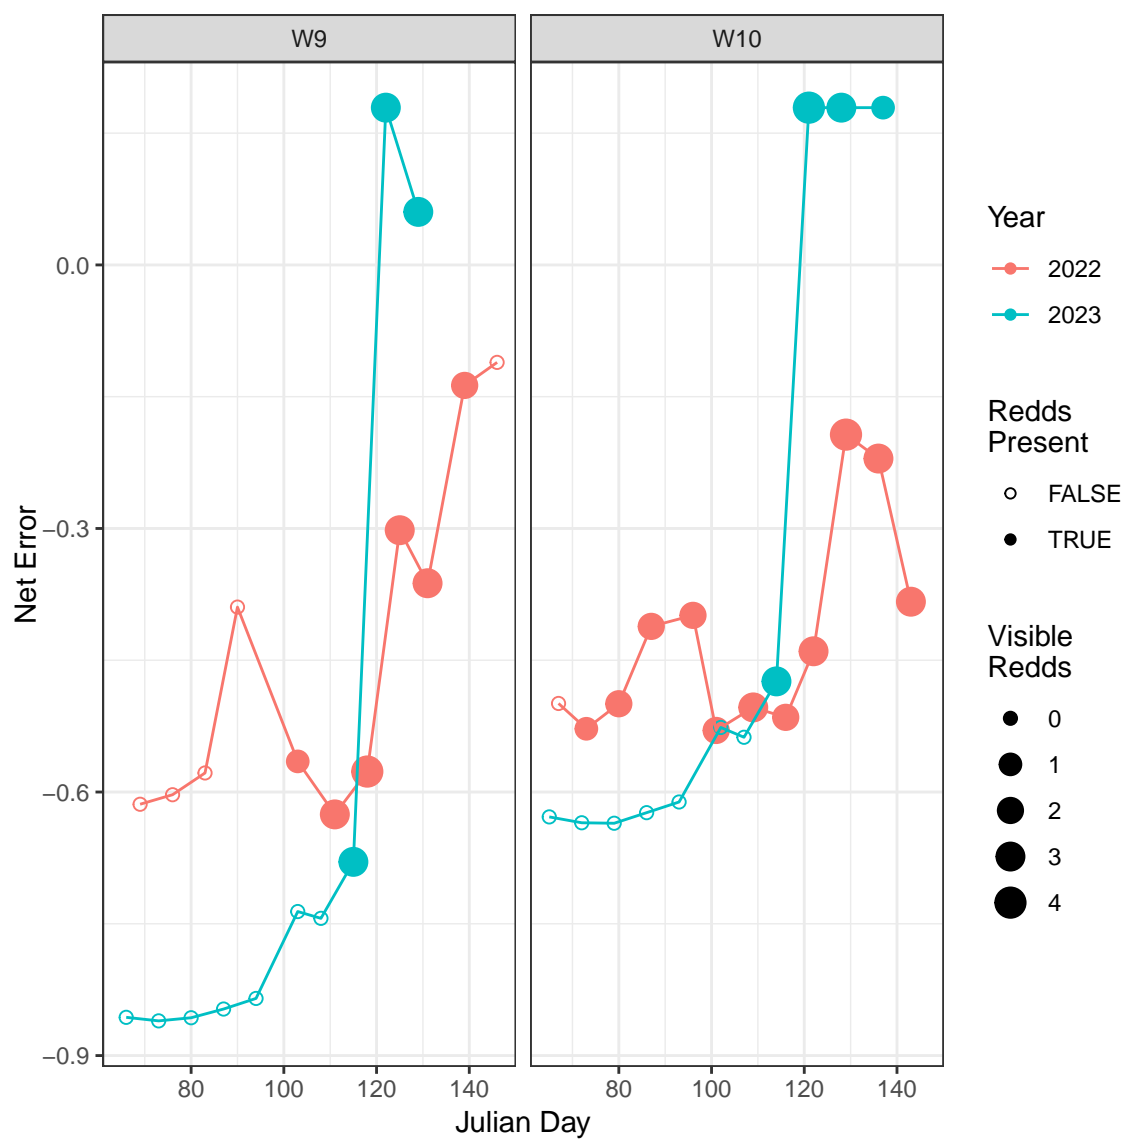 W9
W10
Net Error
0.0
−0.3
−0.6
−0.9
80
100
120
140
80
100
120
140
Julian Day
Year
2022
2023
Redds
Present
FALSE
TRUE
Visible
Redds
0
1
2
3
4